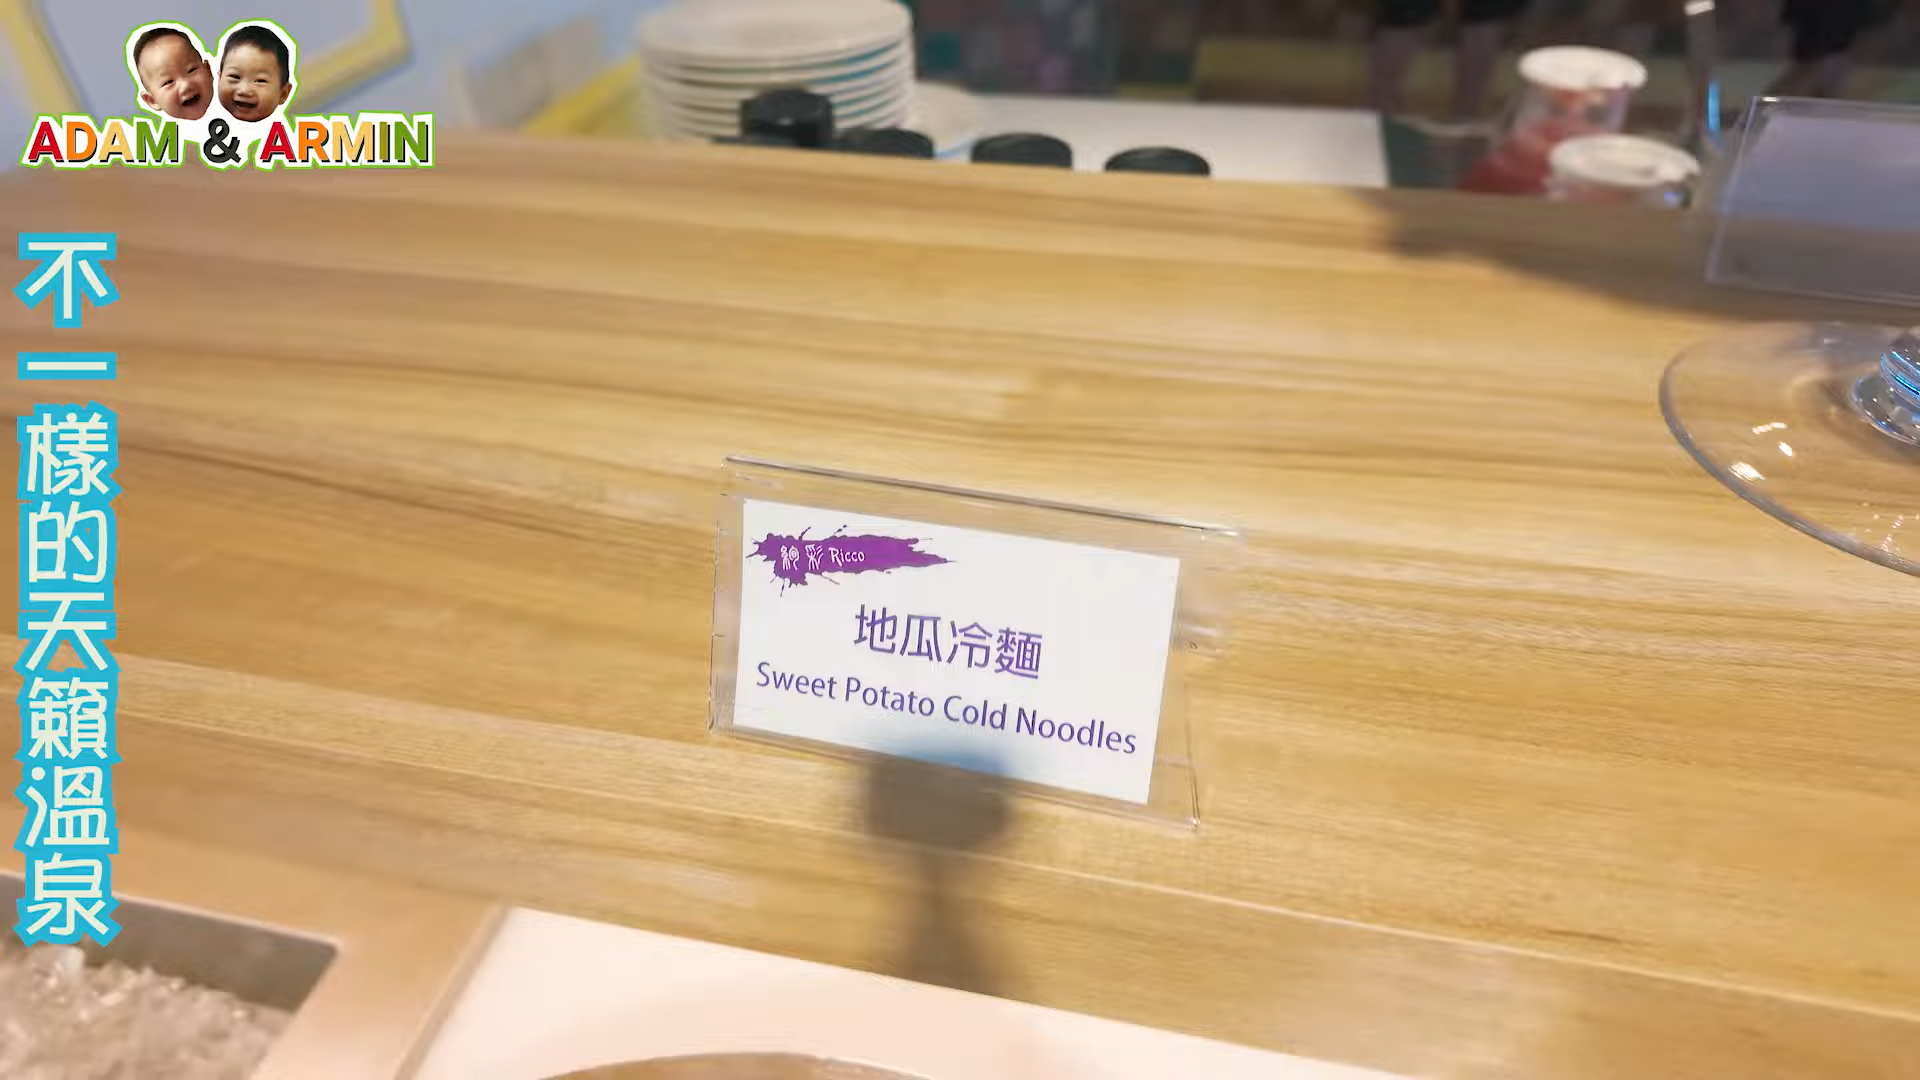 ADAM & ARMIN
不一樣的天籟溫泉
絢彩 Ricco
地瓜冷麵
Sweet Potato Cold Noodles